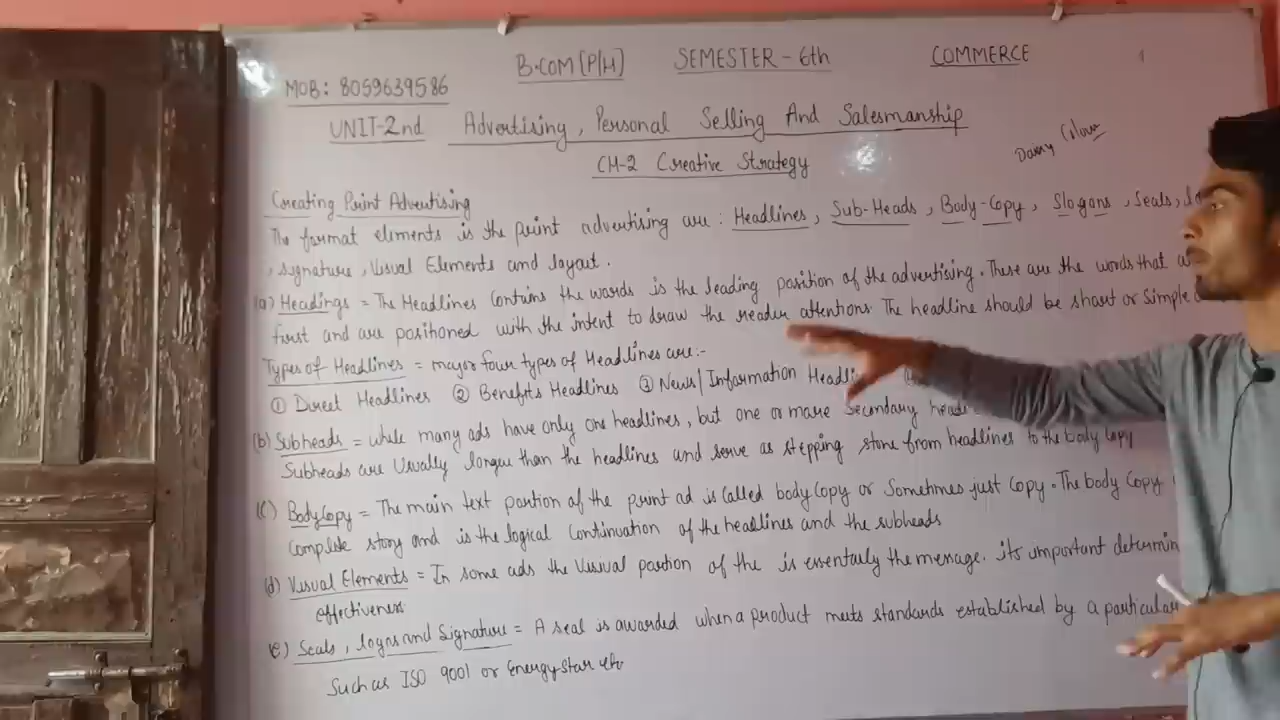 B.COM (P/H) SEMESTER - 6th COMMERCE
MOB: 8059639586
UNIT-2nd Advertising, Personal Selling And Salesmanship
CH-2 Creative Strategy
Dairy
Creating Print Advertising
The format elements is the print advertising are: Headlines, Sub-Heads, Body-Copy, Slogans, Seals,
, Signature, Visual Elements and layout.
(a) Headings = The Headlines Contains the words is the leading position of the advertising. These are the words that
first and are positioned with the intent to draw the reader attentions The headline should be short or Simple
Types of Headlines = major four types of Headlines are:-
① Direct Headlines ② Benefits Headlines ③ News/Information
(b) Subheads = while many ads have only one headlines, but one or more Secondary
Subheads are Usually longer than the headlines and serve as stepping stone from headlines to the body Copy
(C) BodyCopy = The main text portion of the print ad is called bodyCopy or Sometimes just Copy. The body Copy
Complete story and is the logical Continuation of the headlines and the subheads
(d) Visual Elements = In some ads the Visual portion of the is essentially the message. its important
effectiveness
(e) Seals, logos and Signature = A seal is awarded when a product meets standards established by a particular
Such as ISO 9001 or Energystar etc